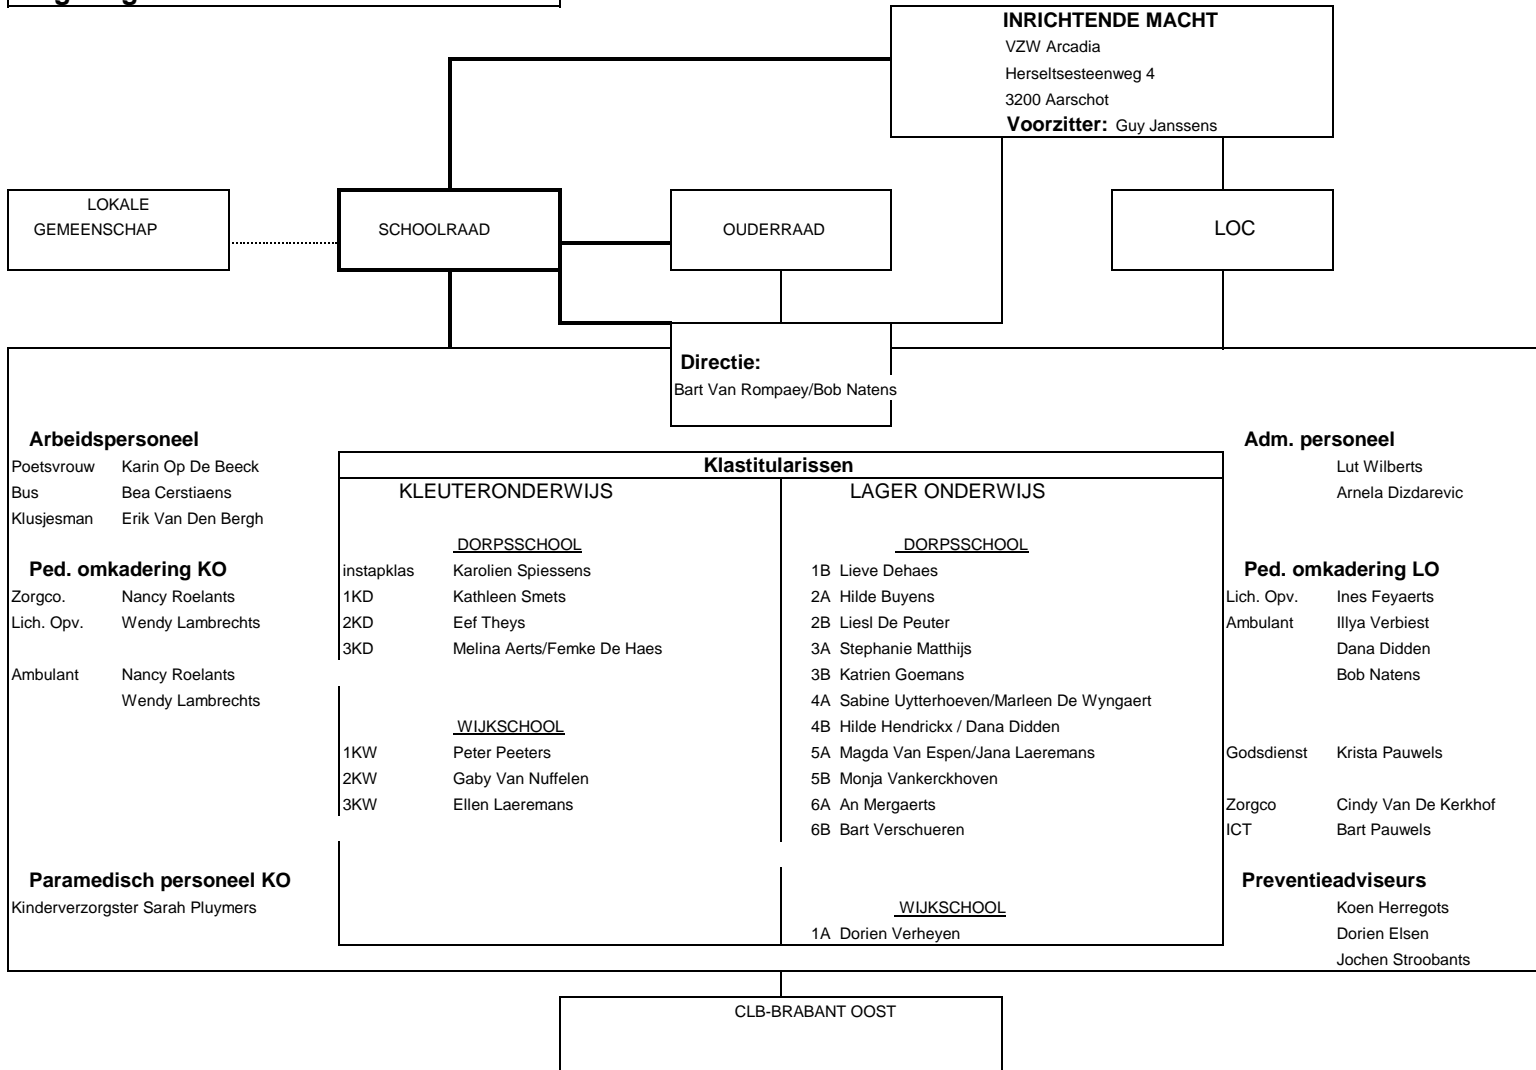 INRICHTENDE MACHT
VZW Arcadia
Herseltsesteenweg 4
3200 Aarschot
Voorzitter: Guy Janssens
LOKALE
GEMEENSCHAP
SCHOOLRAAD
OUDERRAAD
LOC
Directie:
Bart Van Rompaey/Bob Natens
Arbeidspersoneel
Poetsvrouw Karin Op De Beeck
Bus Bea Cerstiaens
Klusjesman Erik Van Den Bergh
Ped. omkadering KO
Zorgco. Nancy Roelants
Lich. Opv. Wendy Lambrechts
Ambulant Nancy Roelants
Wendy Lambrechts
Paramedisch personeel KO
Kinderverzorgster Sarah Pluymers
Klastitularissen
KLEUTERONDERWIJS
DORPSSCHOOL
instapklas Karolien Spiessens
1KD Kathleen Smets
2KD Eef Theys
3KD Melina Aerts/Femke De Haes
WIJKSCHOOL
1KW Peter Peeters
2KW Gaby Van Nuffelen
3KW Ellen Laeremans
LAGER ONDERWIJS
DORPSSCHOOL
1B Lieve Dehaes
2A Hilde Buyens
2B Liesl De Peuter
3A Stephanie Matthijs
3B Katrien Goemans
4A Sabine Uytterhoeven/Marleen De Wyngaert
4B Hilde Hendrickx / Dana Didden
5A Magda Van Espen/Jana Laeremans
5B Monja Vankerckhoven
6A An Mergaerts
6B Bart Verschueren
WIJKSCHOOL
1A Dorien Verheyen
Adm. personeel
Lut Wilberts
Arnela Dizdarevic
Ped. omkadering LO
Lich. Opv. Ines Feyaerts
Ambulant Illya Verbiest
Dana Didden
Bob Natens
Godsdienst Krista Pauwels
Zorgco Cindy Van De Kerkhof
ICT Bart Pauwels
Preventieadviseurs
Koen Herregots
Dorien Elsen
Jochen Stroobants
CLB-BRABANT OOST